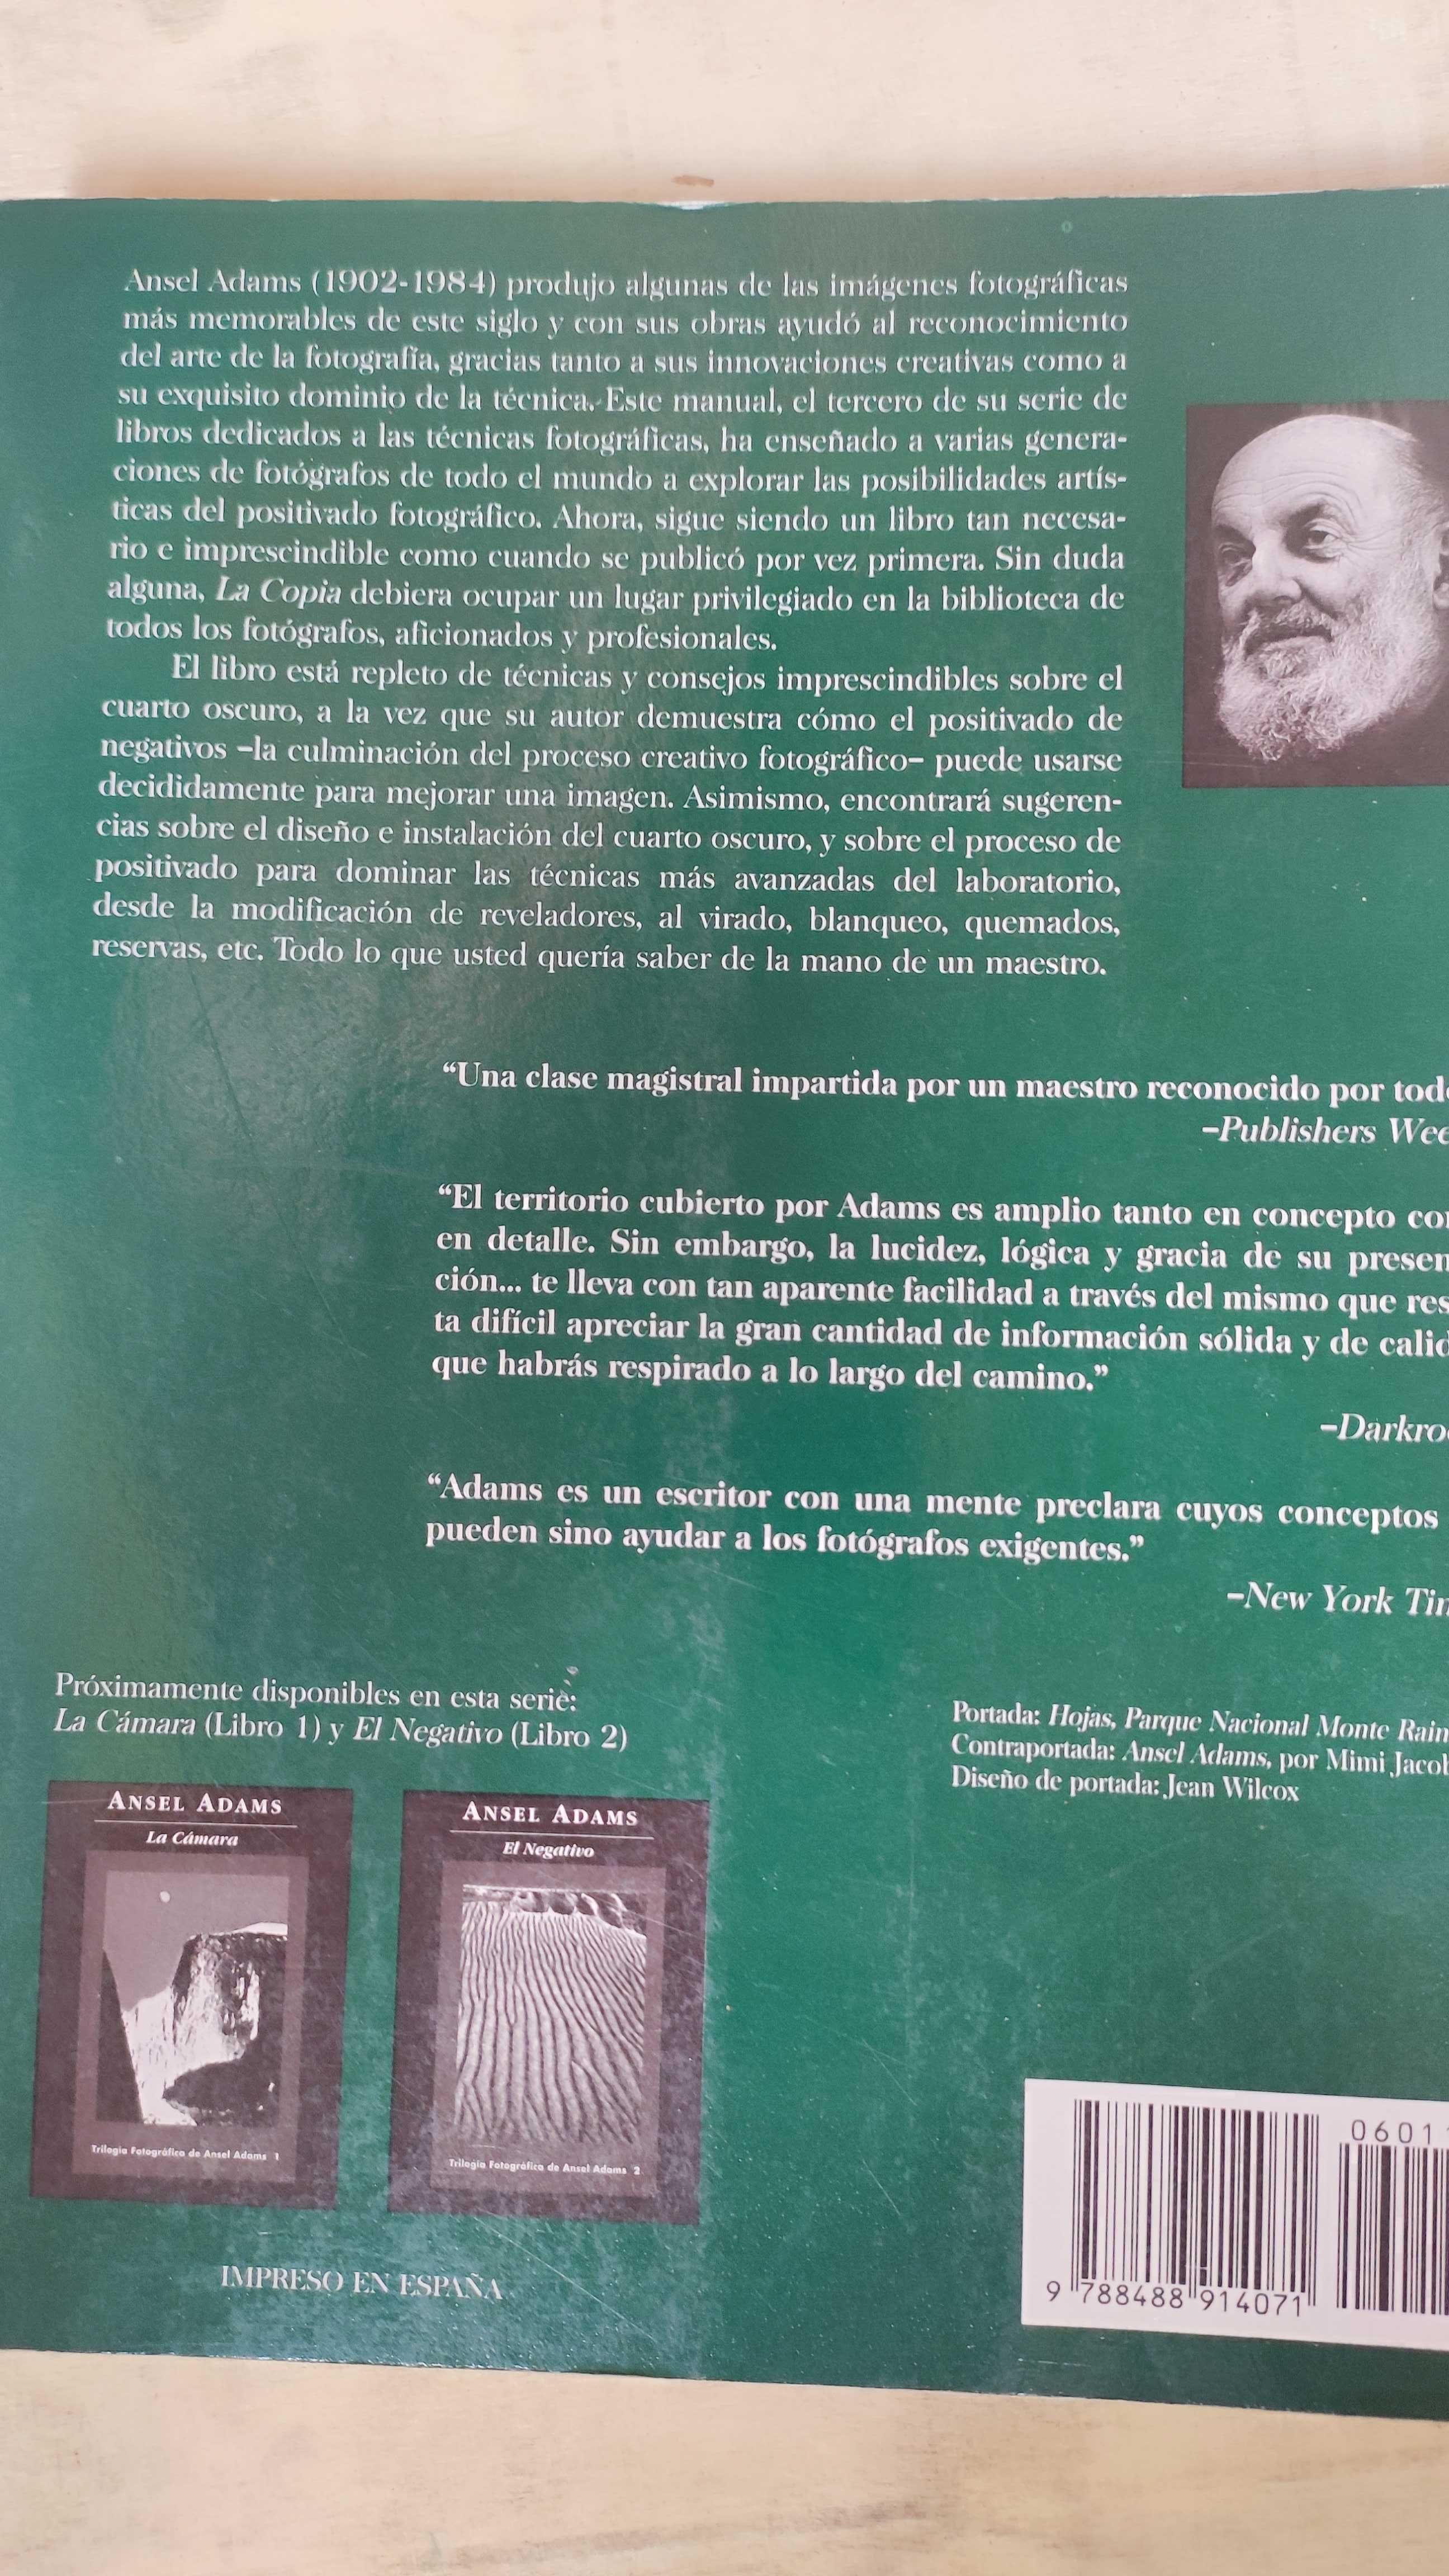 Ansel Adams (1902-1984) produjo algunas de las imágenes fotográficas
más memorables de este siglo y con sus obras ayudó al reconocimiento
del arte de la fotografía, gracias tanto a sus innovaciones creativas como a
su exquisito dominio de la técnica. Este manual, el tercero de su serie de
libros dedicados a las técnicas fotográficas, ha enseñado a varias genera-
ciones de fotógrafos de todo el mundo a explorar las posibilidades artís-
ticas del positivado fotográfico. Ahora, sigue siendo un libro tan necesa-
rio e imprescindible como cuando se publicó por vez primera. Sin duda
alguna, La Copia debiera ocupar un lugar privilegiado en la biblioteca de
todos los fotógrafos, aficionados y profesionales.
El libro está repleto de técnicas y consejos imprescindibles sobre el
cuarto oscuro, a la vez que su autor demuestra cómo el positivado de
negativos –la culminación del proceso creativo fotográfico– puede usarse
decididamente para mejorar una imagen. Asimismo, encontrará sugeren-
cias sobre el diseño e instalación del cuarto oscuro, y sobre el proceso de
positivado para dominar las técnicas más avanzadas del laboratorio,
desde la modificación de reveladores, al virado, blanqueo, quemados,
reservas, etc. Todo lo que usted quería saber de la mano de un maestro.
“Una clase magistral impartida por un maestro reconocido por tod
–Publishers Wee
“El territorio cubierto por Adams es amplio tanto en concepto co
en detalle. Sin embargo, la lucidez, lógica y gracia de su presen
ción... te lleva con tan aparente facilidad a través del mismo que res
ta difícil apreciar la gran cantidad de información sólida y de calid
que habrás respirado a lo largo del camino.”
–Darkro
“Adams es un escritor con una mente preclara cuyos conceptos
pueden sino ayudar a los fotógrafos exigentes.”
–New York Tim
Próximamente disponibles en esta serie:
La Cámara (Libro 1) y El Negativo (Libro 2)
Portada: Hojas, Parque Nacional Monte Rain
Contraportada: Ansel Adams, por Mimi Jacob
Diseño de portada: Jean Wilcox
ANSEL ADAMS
La Cámara
Trilogía Fotográfica de Ansel Adams 1
ANSEL ADAMS
El Negativo
Trilogía Fotográfica de Ansel Adams 2
IMPRESO EN ESPAÑA
0601
9 788488 914071